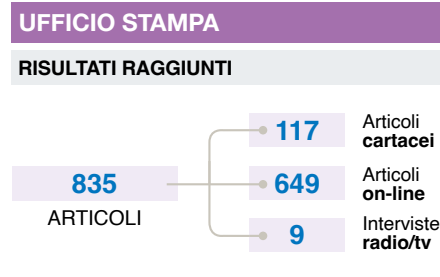 UFFICIO STAMPA
RISULTATI RAGGIUNTI
835
ARTICOLI
117
Articoli
cartacei
649
Articoli
on-line
9
Interviste
radio/tv